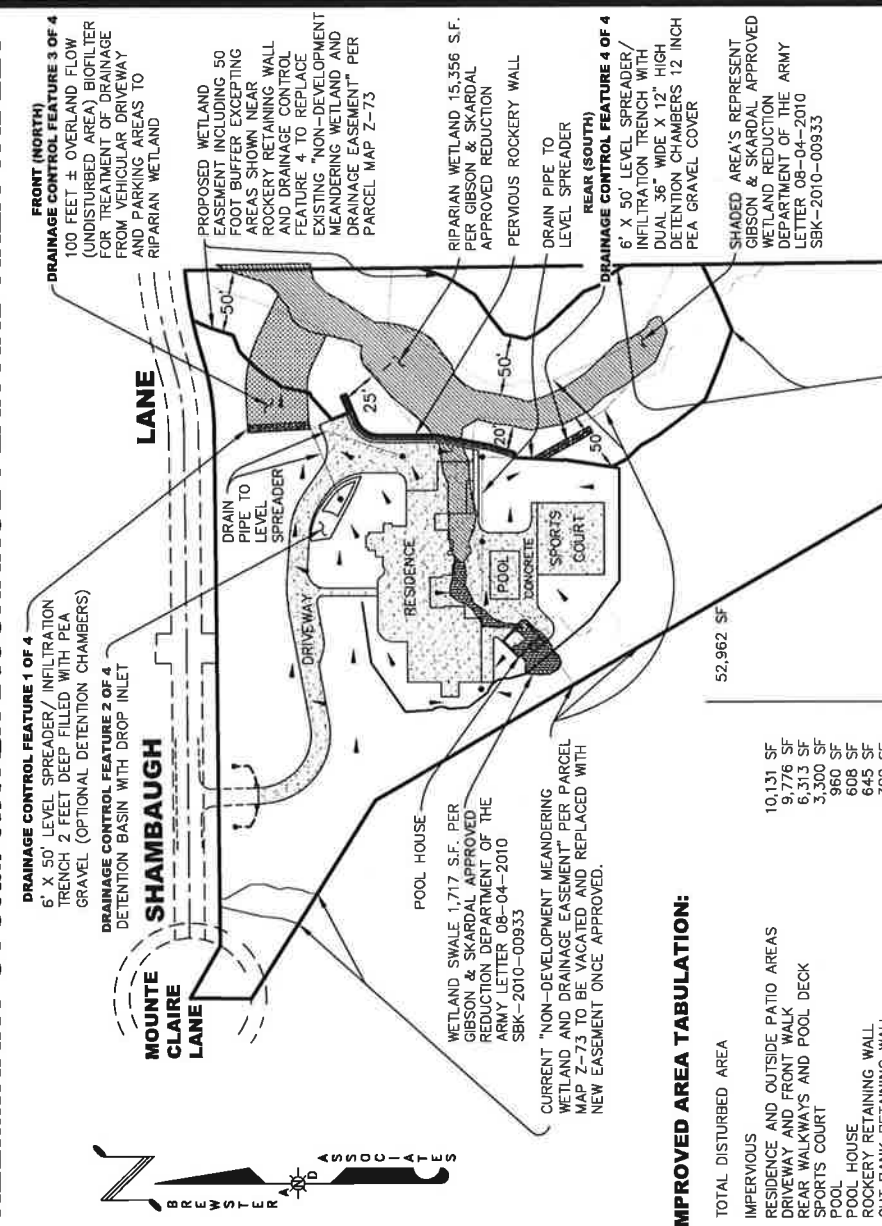 FRONT (NORTH)
DRAINAGE CONTROL FEATURE 3 OF 4
100 FEET ± OVERLAND FLOW
(UNDISTURBED AREA) BIOFILTER
FOR TREATMENT OF DRAINAGE
FROM VEHICULAR DRIVEWAY
AND PARKING AREAS TO
RIPARIAN WETLAND
PROPOSED WETLAND
EASEMENT INCLUDING 50
FOOT BUFFER EXCEPTING
AREAS SHOWN NEAR
ROCKERY RETAINING WALL
AND DRAINAGE CONTROL
FEATURE 4 TO REPLACE
EXISTING "NON-DEVELOPMENT
MEANDERING WETLAND AND
DRAINAGE EASEMENT" PER
PARCEL MAP Z-73
RIPARIAN WETLAND 15,356 S.F.
PER GIBSON & SKARDAL
APPROVED REDUCTION
PERVIOUS ROCKERY WALL
DRAIN PIPE TO
LEVEL SPREADER
REAR (SOUTH)
DRAINAGE CONTROL FEATURE 4 OF 4
6' X 50' LEVEL SPREADER/
INFILTRATION TRENCH WITH
DUAL 36" WIDE X 12" HIGH
DETENTION CHAMBERS 12 INCH
PEA GRAVEL COVER
SHADED AREA'S REPRESENT
GIBSON & SKARDAL APPROVED
WETLAND REDUCTION
DEPARTMENT OF THE ARMY
LETTER 08-04-2010
SBK-2010-00933
DRAINAGE CONTROL FEATURE 1 OF 4
6' X 50' LEVEL SPREADER/ INFILTRATION
TRENCH 2 FEET DEEP FILLED WITH PEA
GRAVEL (OPTIONAL DETENTION CHAMBERS)
DRAINAGE CONTROL FEATURE 2 OF 4
DETENTION BASIN WITH DROP INLET
MOUNTE
CLAIRE
LANE
SHAMBAUGH
LANE
DRAIN
PIPE TO
LEVEL
SPREADER
50'
25'
50'
20'
50'
DRIVEWAY
RESIDENCE
POOL
CONCRETE
SPORTS
COURT
POOL HOUSE
WETLAND SWALE 1,717 S.F. PER
GIBSON & SKARDAL APPROVED
REDUCTION DEPARTMENT OF THE
ARMY LETTER 08-04-2010
SBK-2010-00933
CURRENT "NON-DEVELOPMENT MEANDERING
WETLAND AND DRAINAGE EASEMENT" PER PARCEL
MAP Z-73 TO BE VACATED AND REPLACED WITH
NEW EASEMENT ONCE APPROVED.
BREWSTER AND ASSOCIATES
MPROVED AREA TABULATION:
TOTAL DISTURBED AREA 52,962 SF
IMPERVIOUS
RESIDENCE AND OUTSIDE PATIO AREAS 10,131 SF
DRIVEWAY AND FRONT WALK 9,776 SF
REAR WALKWAYS AND POOL DECK 6,313 SF
SPORTS COURT 3,300 SF
POOL 960 SF
POOL HOUSE 608 SF
ROCKERY RETAINING WALL 645 SF